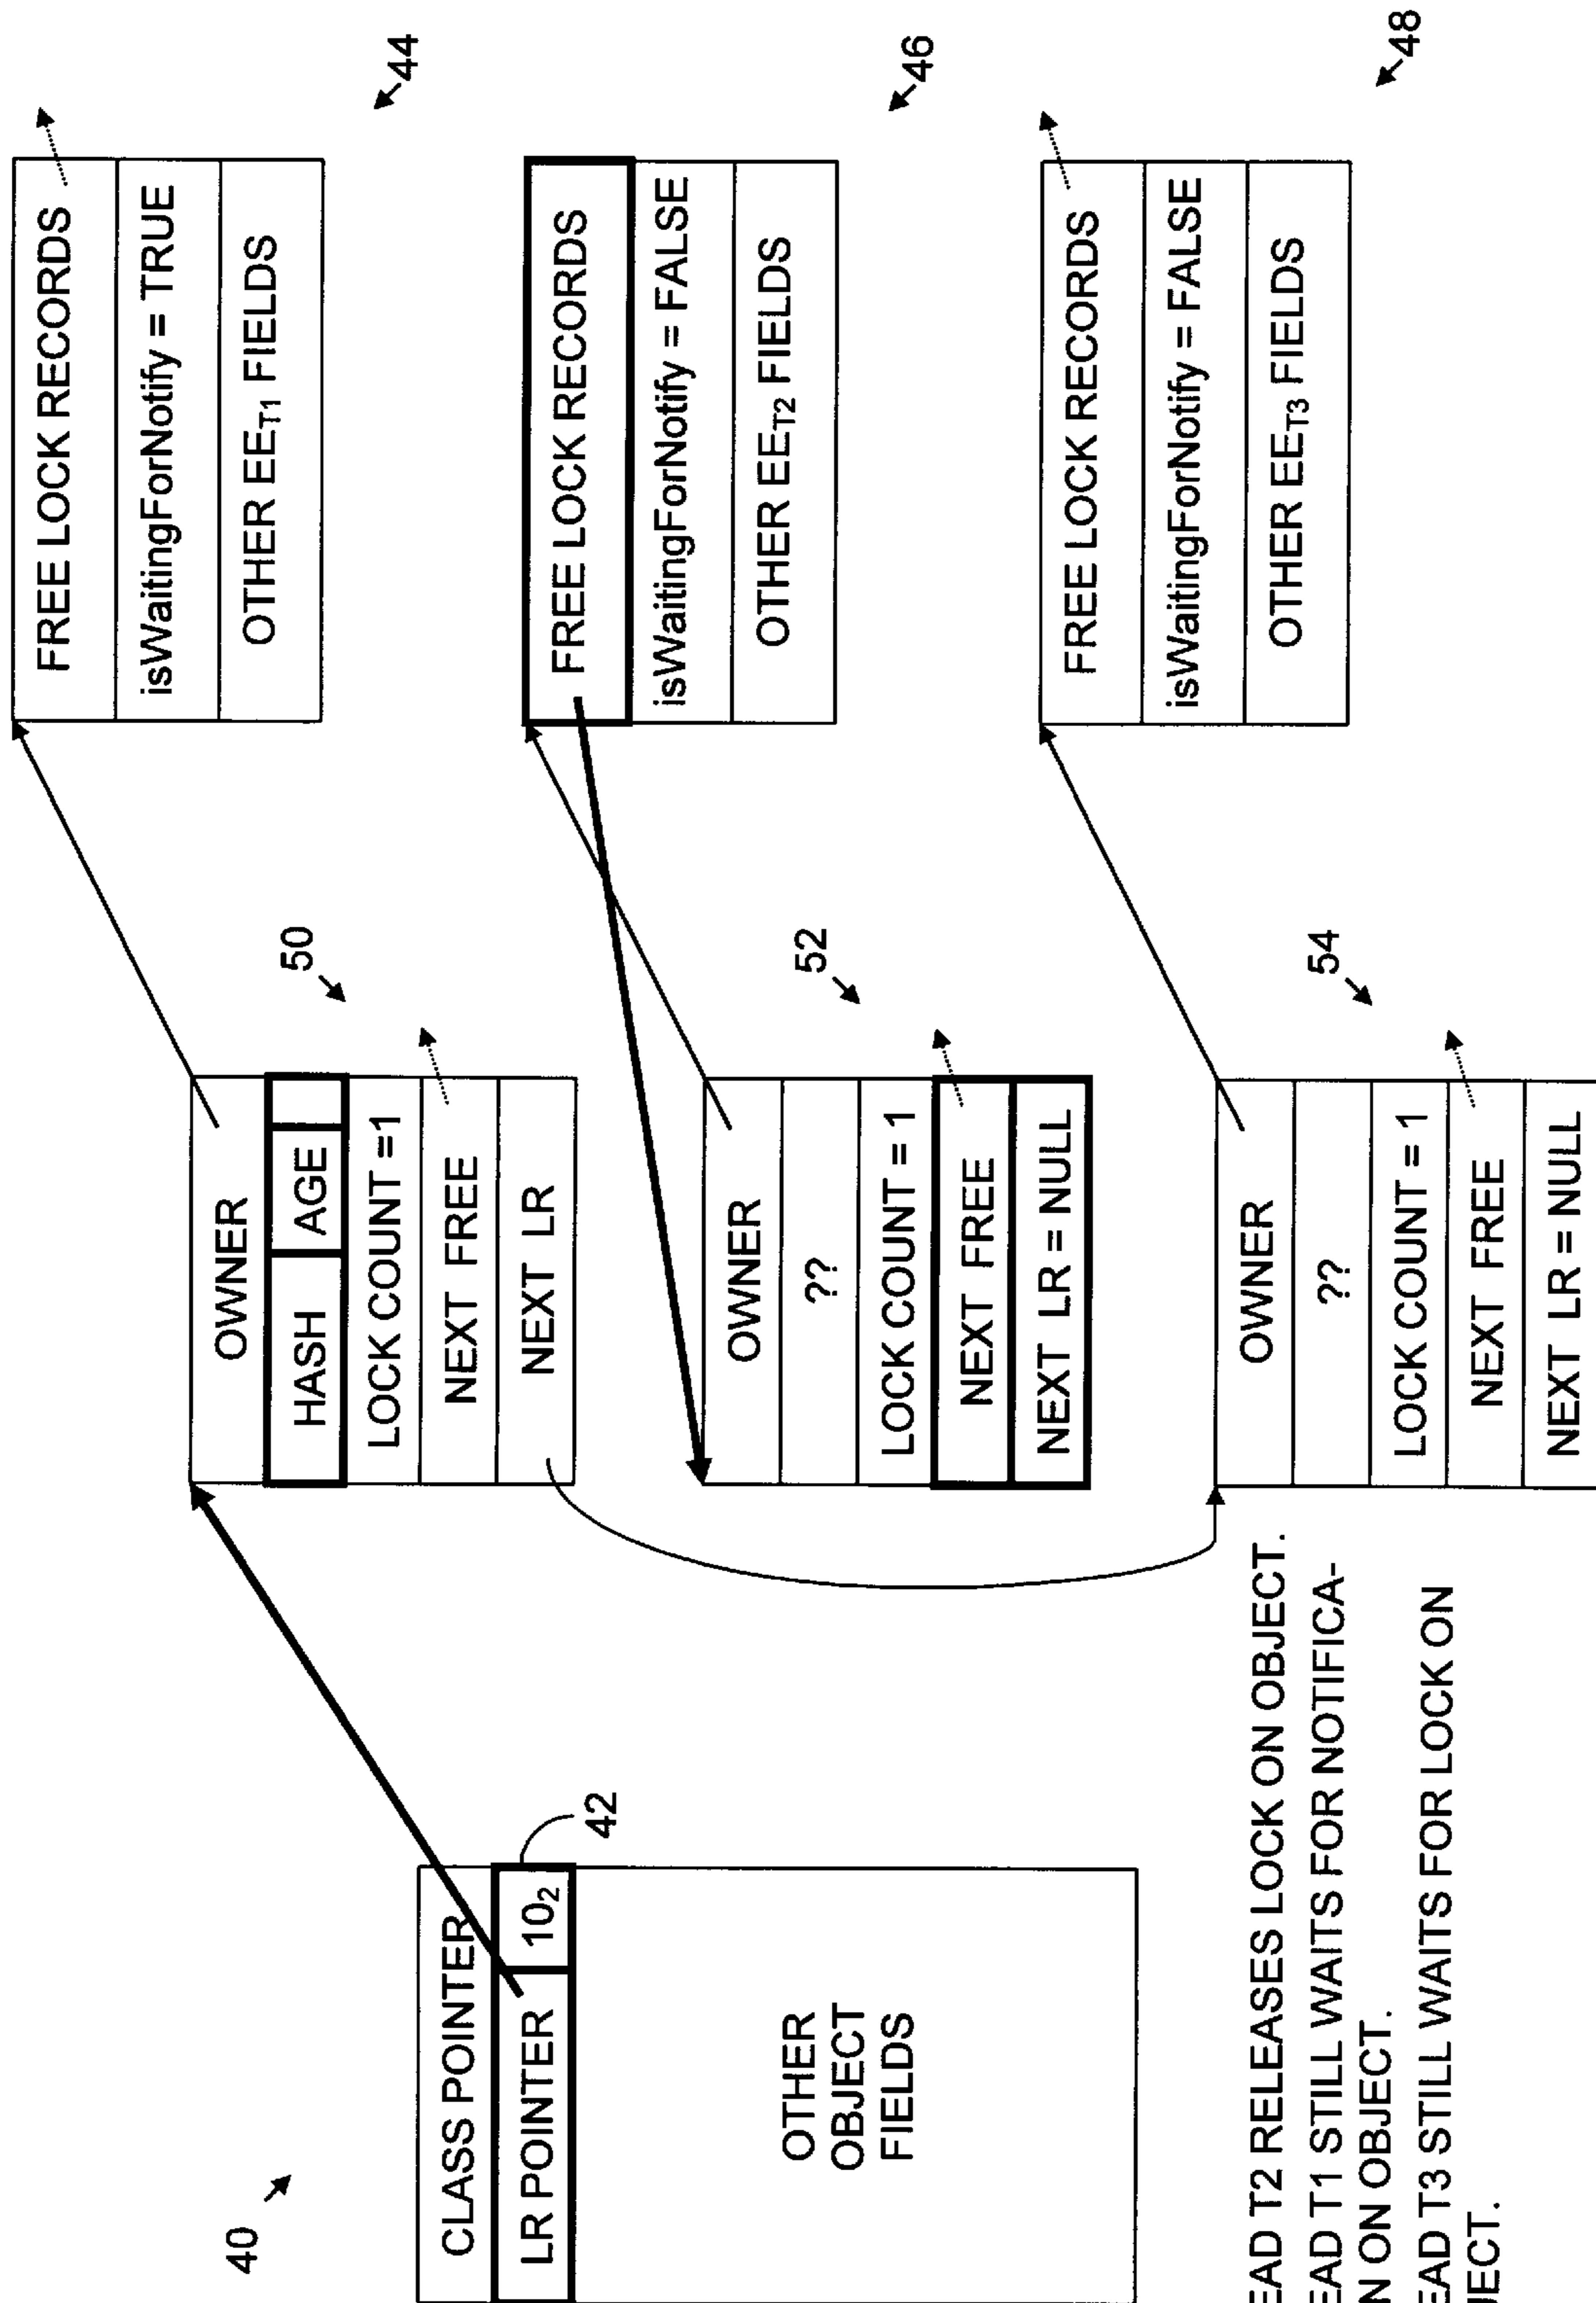 40
CLASS POINTER
LR POINTER
10₂
42
OTHER
OBJECT
FIELDS
50
OWNER
HASH
AGE
LOCK COUNT =1
NEXT FREE
NEXT LR
52
OWNER
??
LOCK COUNT = 1
NEXT FREE
NEXT LR = NULL
54
OWNER
??
LOCK COUNT = 1
NEXT FREE
NEXT LR = NULL
FREE LOCK RECORDS
isWaitingForNotify = TRUE
OTHER EE_T1 FIELDS
44
FREE LOCK RECORDS
isWaitingForNotify = FALSE
OTHER EE_T2 FIELDS
46
FREE LOCK RECORDS
isWaitingForNotify = FALSE
OTHER EE_T3 FIELDS
48
EAD T2 RELEASES LOCK ON OBJECT.
EAD T1 STILL WAITS FOR NOTIFICA-
N ON OBJECT.
EAD T3 STILL WAITS FOR LOCK ON
JECT.